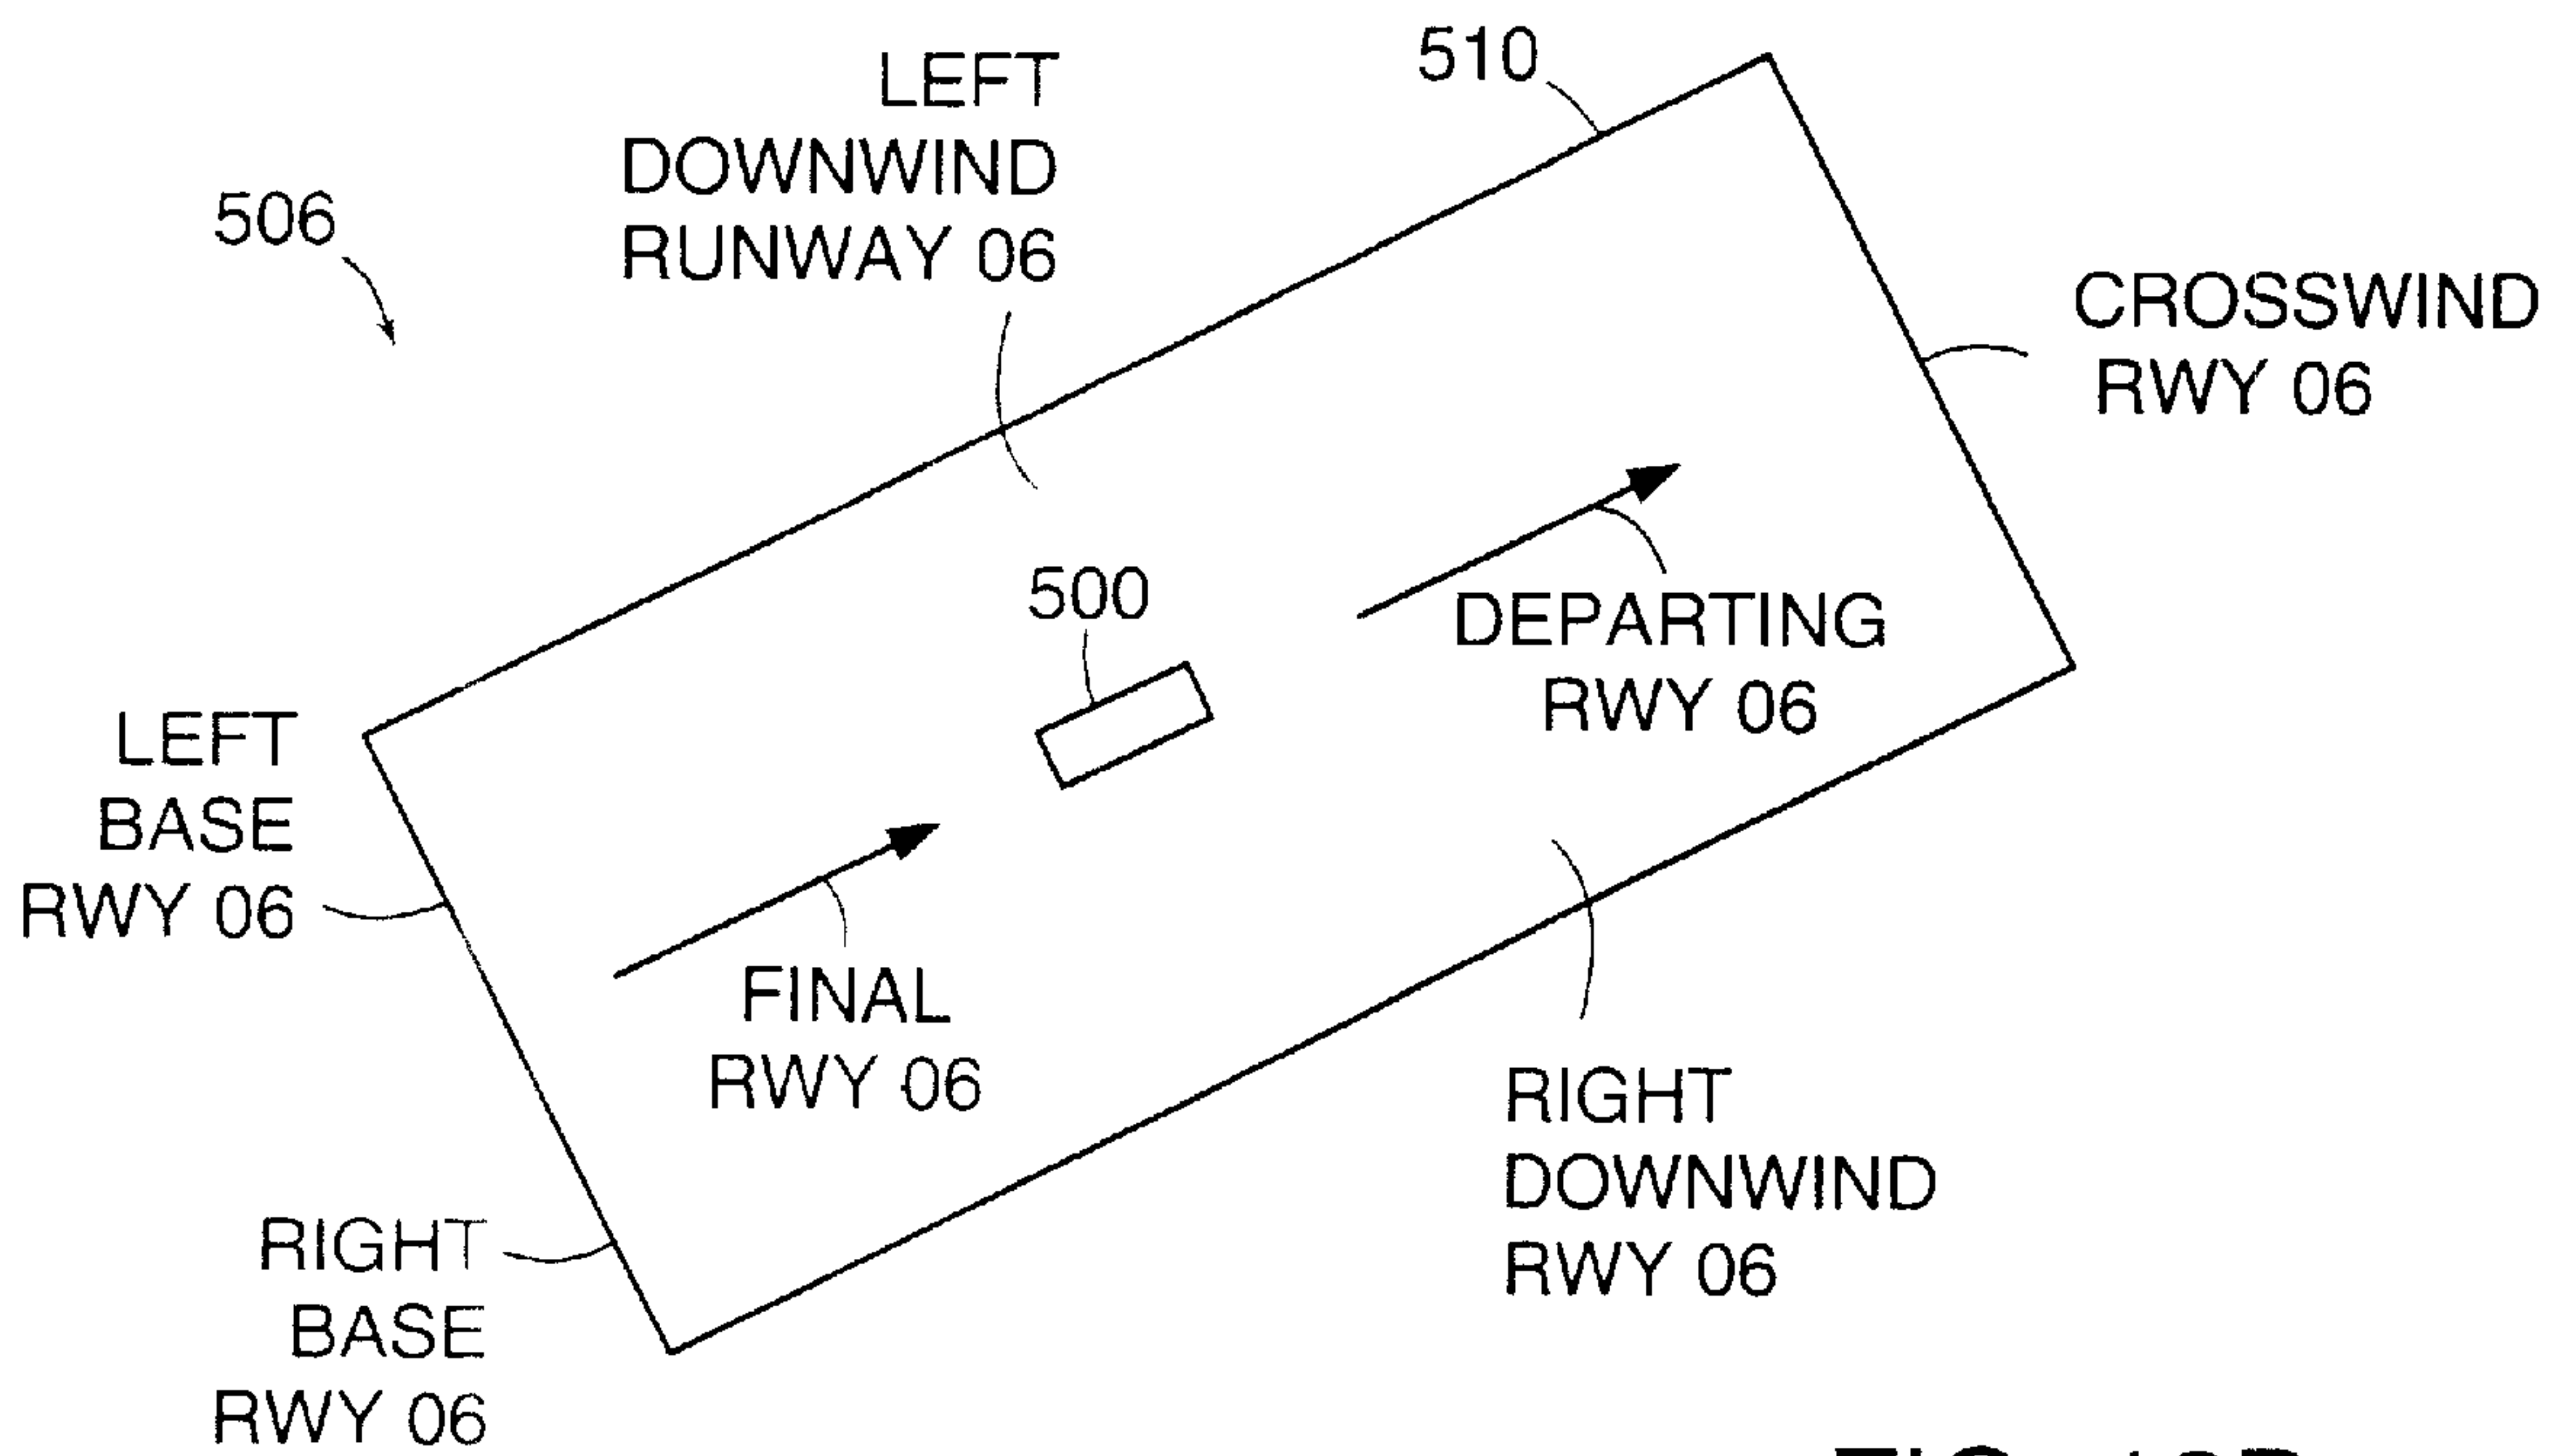 510
LEFT
DOWNWIND
RUNWAY 06
506
CROSSWIND
RWY 06
500
DEPARTING
RWY 06
LEFT
BASE
RWY 06
FINAL
RWY 06
RIGHT
DOWNWIND
RWY 06
RIGHT
BASE
RWY 06